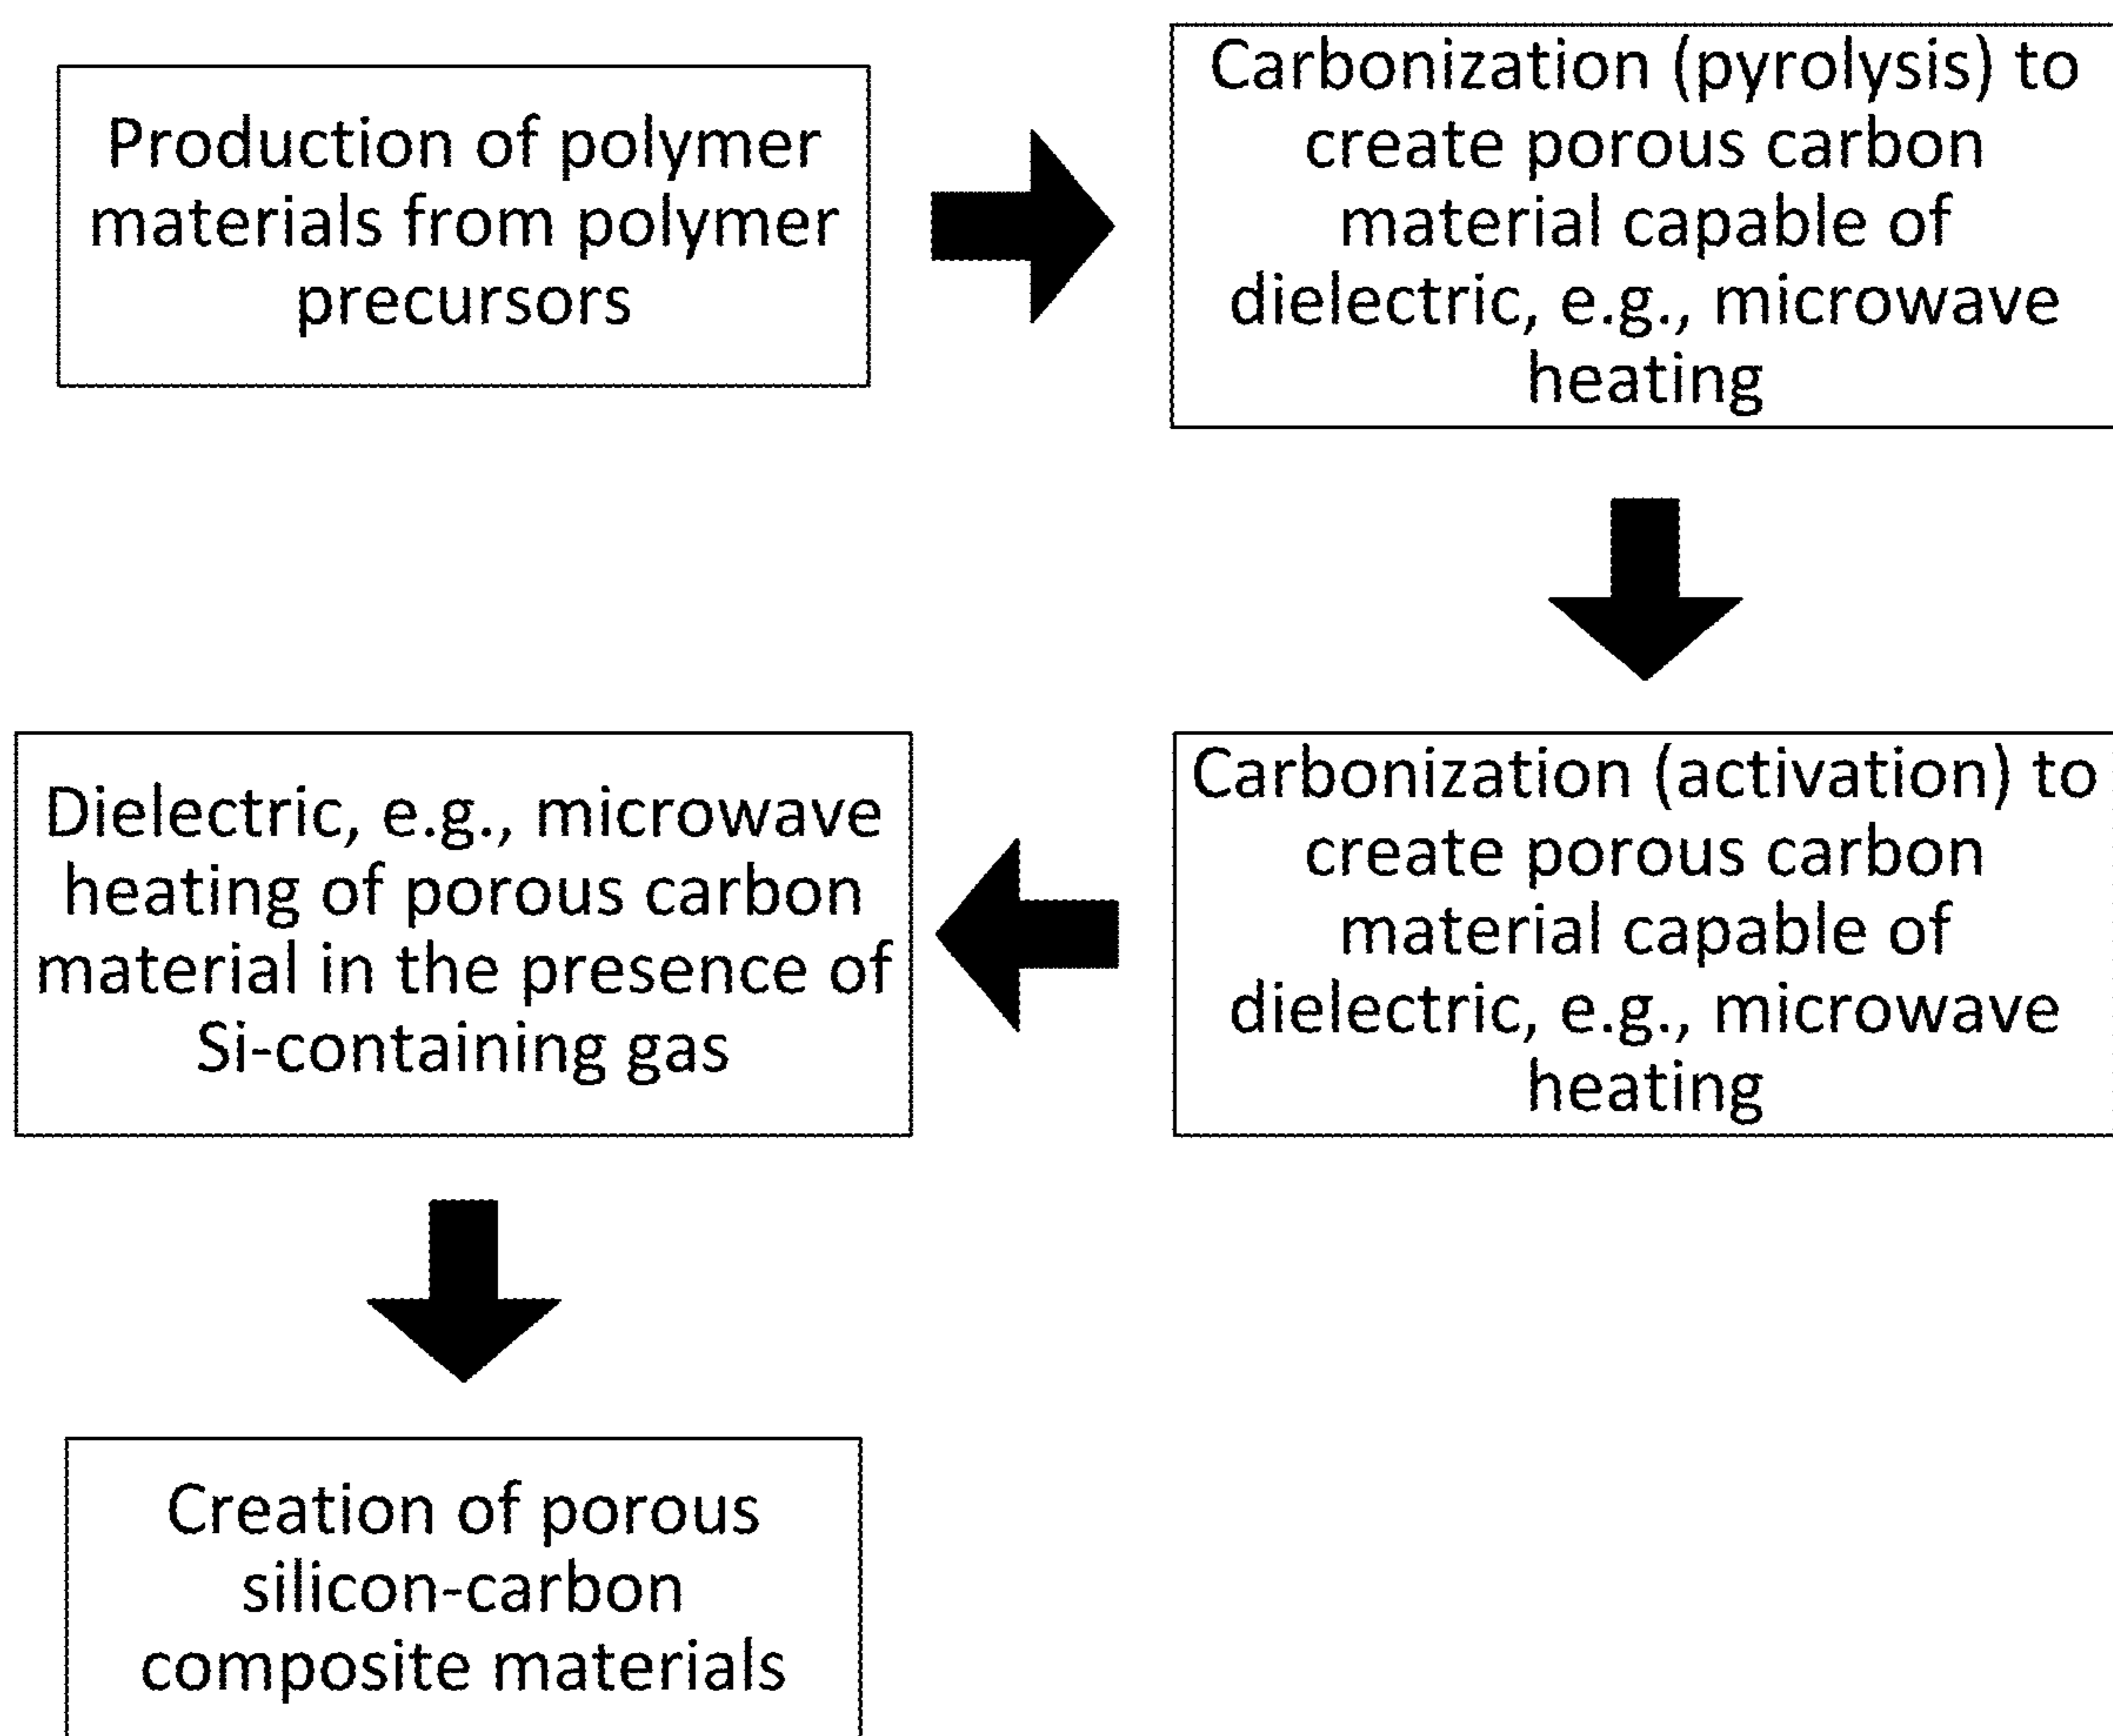 Production of polymer
materials from polymer
precursors
Carbonization (pyrolysis) to
create porous carbon
material capable of
dielectric, e.g., microwave
heating
Carbonization (activation) to
create porous carbon
material capable of
dielectric, e.g., microwave
heating
Dielectric, e.g., microwave
heating of porous carbon
material in the presence of
Si-containing gas
Creation of porous
silicon-carbon
composite materials